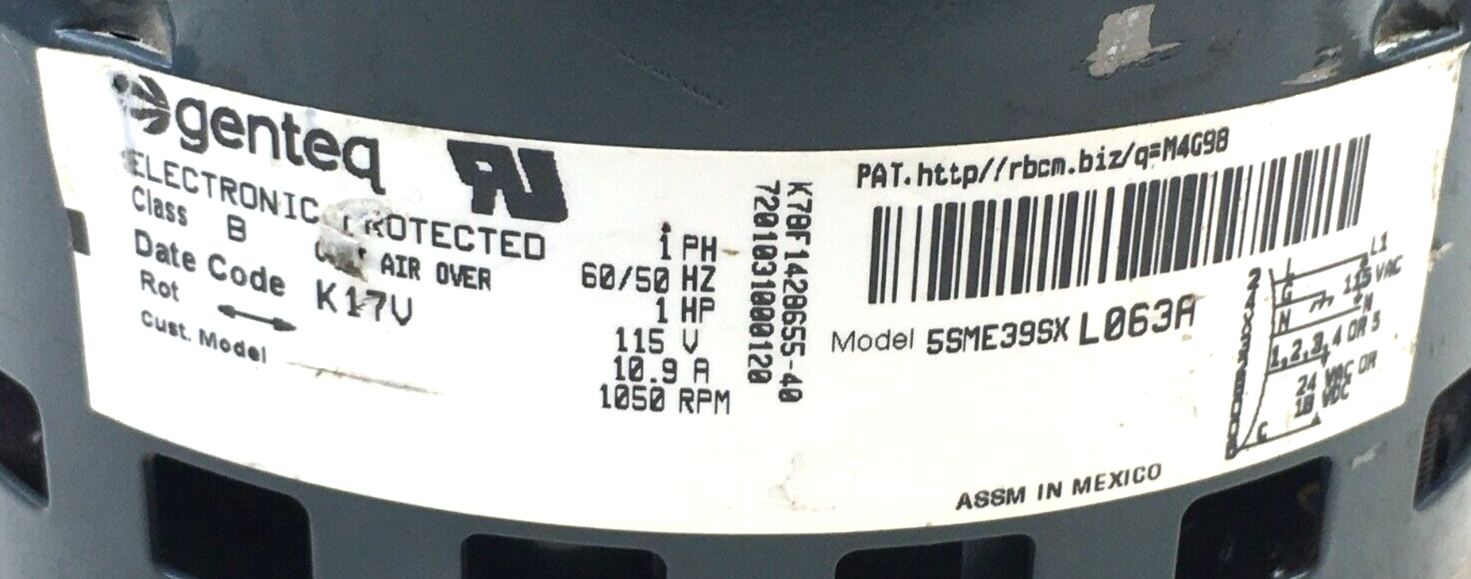 genteq
ELECTRONIC PROTECTED
Class B AIR OVER
Date Code K17V
Rot
Cust. Model
1 PH
60/50 HZ
1 HP
115 V
10.9 A
1050 RPM
K78F1428655-40
7201031000120
PAT.http//rbcm.biz/q=M4G98
Model 5SME39SX L063A
L1
G 115 VAC
N N
1,2,3,4 OR 5
24 VAC OR
18 VDC
C
ASSM IN MEXICO